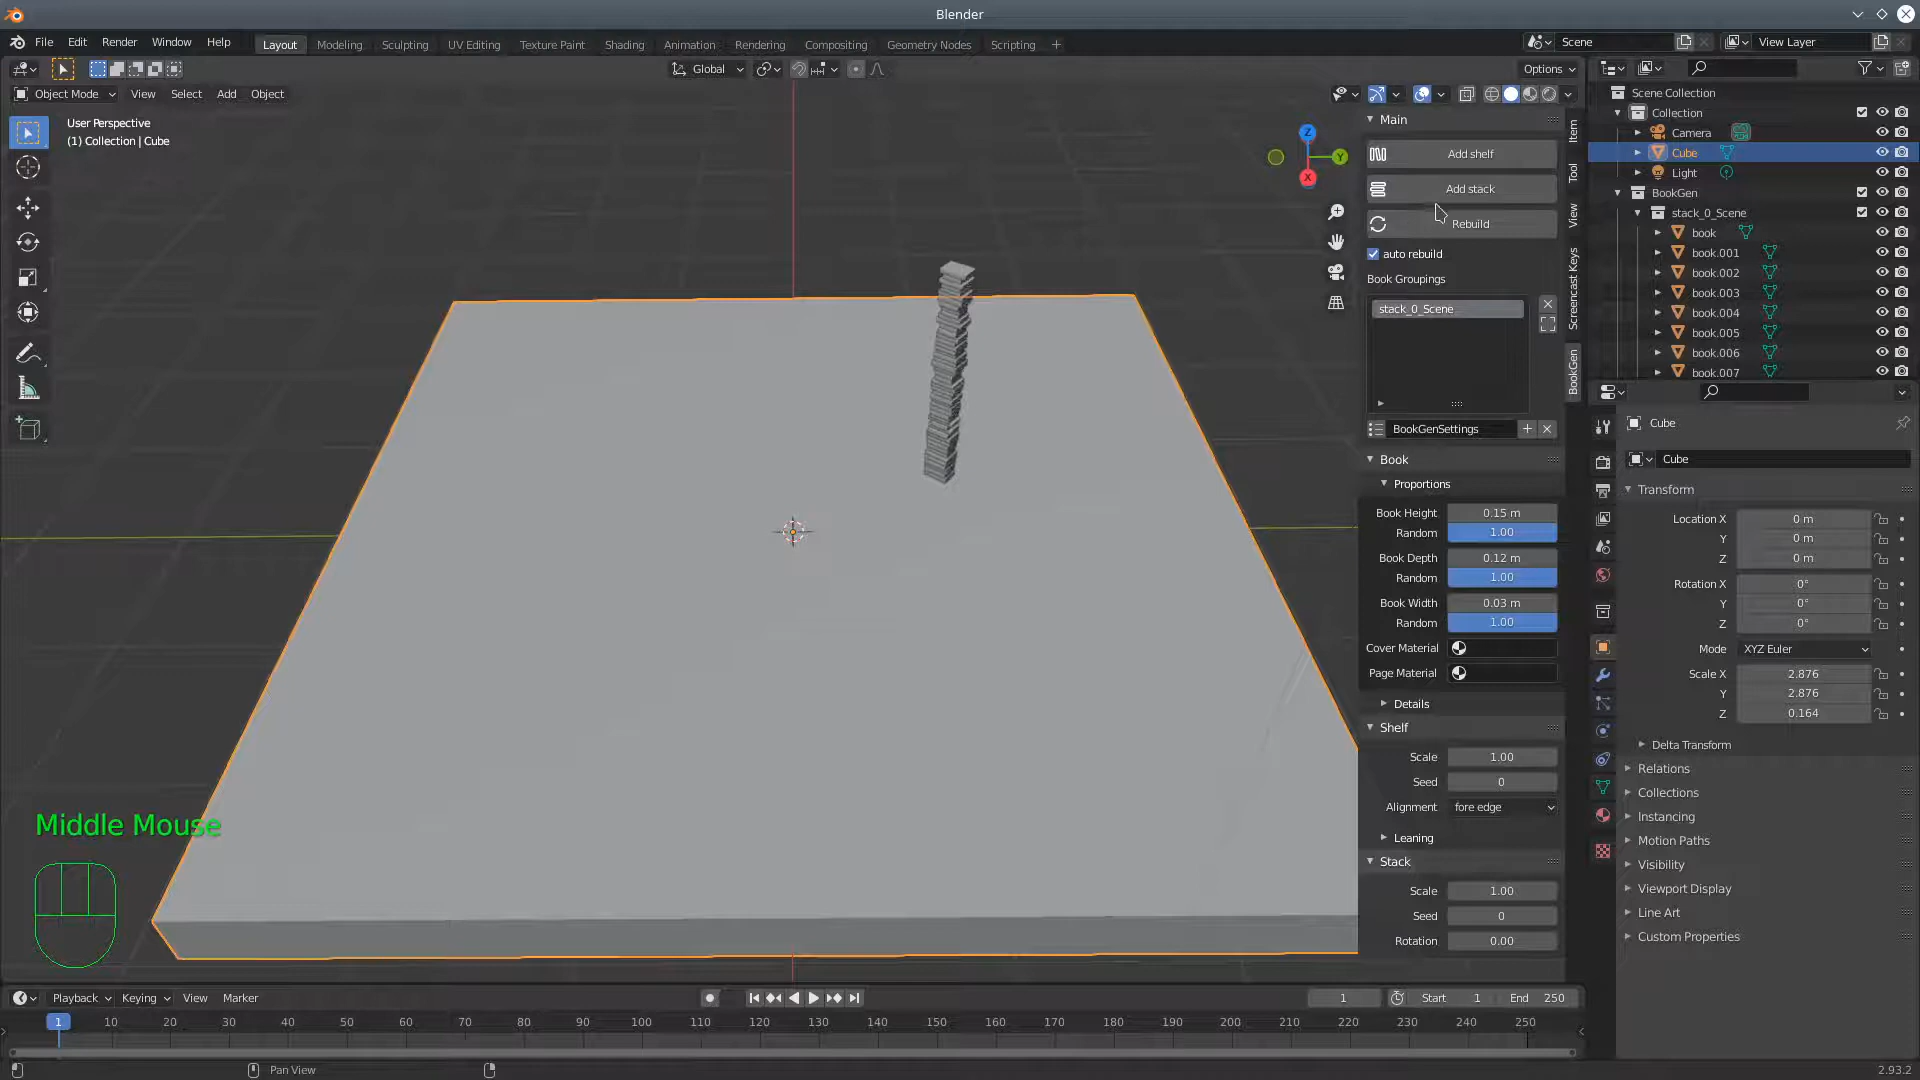 Blender
File Edit Render Window Help
Layout Modeling Sculpting UV Editing Texture Paint Shading Animation Rendering Compositing Geometry Nodes Scripting +
Scene
View Layer
Global
Options
Object Mode View Select Add Object
User Perspective
(1) Collection | Cube
Z
Y
X
Middle Mouse
Main
Add shelf
Add stack
Rebuild
auto rebuild
Book Groupings
stack_0_Scene
BookGenSettings
Book
Proportions
Book Height 0.15 m
Random 1.00
Book Depth 0.12 m
Random 1.00
Book Width 0.03 m
Random 1.00
Cover Material
Page Material
Details
Shelf
Scale 1.00
Seed 0
Alignment fore edge
Leaning
Stack
Scale 1.00
Seed 0
Rotation 0.00
Item
Tool
View
Screencast Keys
BookGen
Scene Collection
Collection
Camera
Cube
Light
BookGen
stack_0_Scene
book
book.001
book.002
book.003
book.004
book.005
book.006
book.007
Cube
Cube
Transform
Location X 0 m
Y 0 m
Z 0 m
Rotation X 0°
Y 0°
Z 0°
Mode XYZ Euler
Scale X 2.876
Y 2.876
Z 0.164
Delta Transform
Relations
Collections
Instancing
Motion Paths
Visibility
Viewport Display
Line Art
Custom Properties
Playback Keying View Marker
1 Start 1 End 250
1 10 20 30 40 50 60 70 80 90 100 110 120 130 140 150 160 170 180 190 200 210 220 230 240 250
Pan View
2.93.2